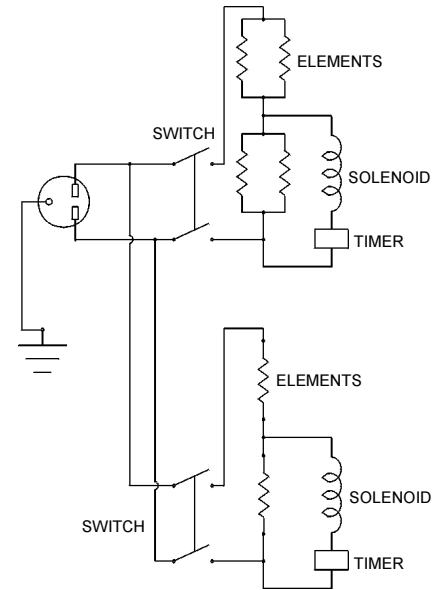 ELEMENTS
SWITCH
SOLENOID
TIMER
ELEMENTS
SOLENOID
SWITCH
TIMER